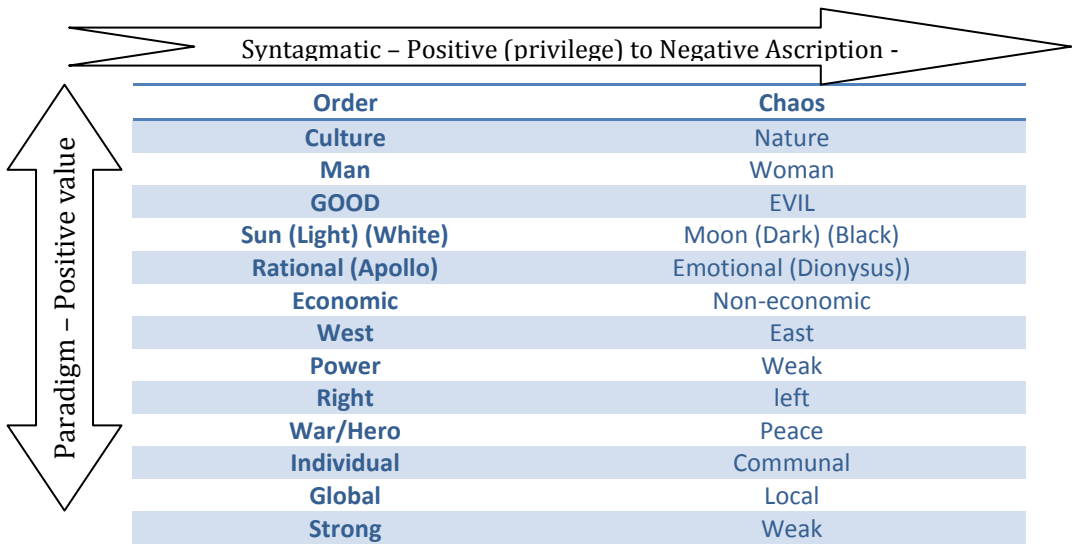 Syntagmatic – Positive (privilege) to Negative Ascription -
Paradigm – Positive value
Order Chaos
Culture Nature
Man Woman
GOOD EVIL
Sun (Light) (White) Moon (Dark) (Black)
Rational (Apollo) Emotional (Dionysus))
Economic Non-economic
West East
Power Weak
Right left
War/Hero Peace
Individual Communal
Global Local
Strong Weak